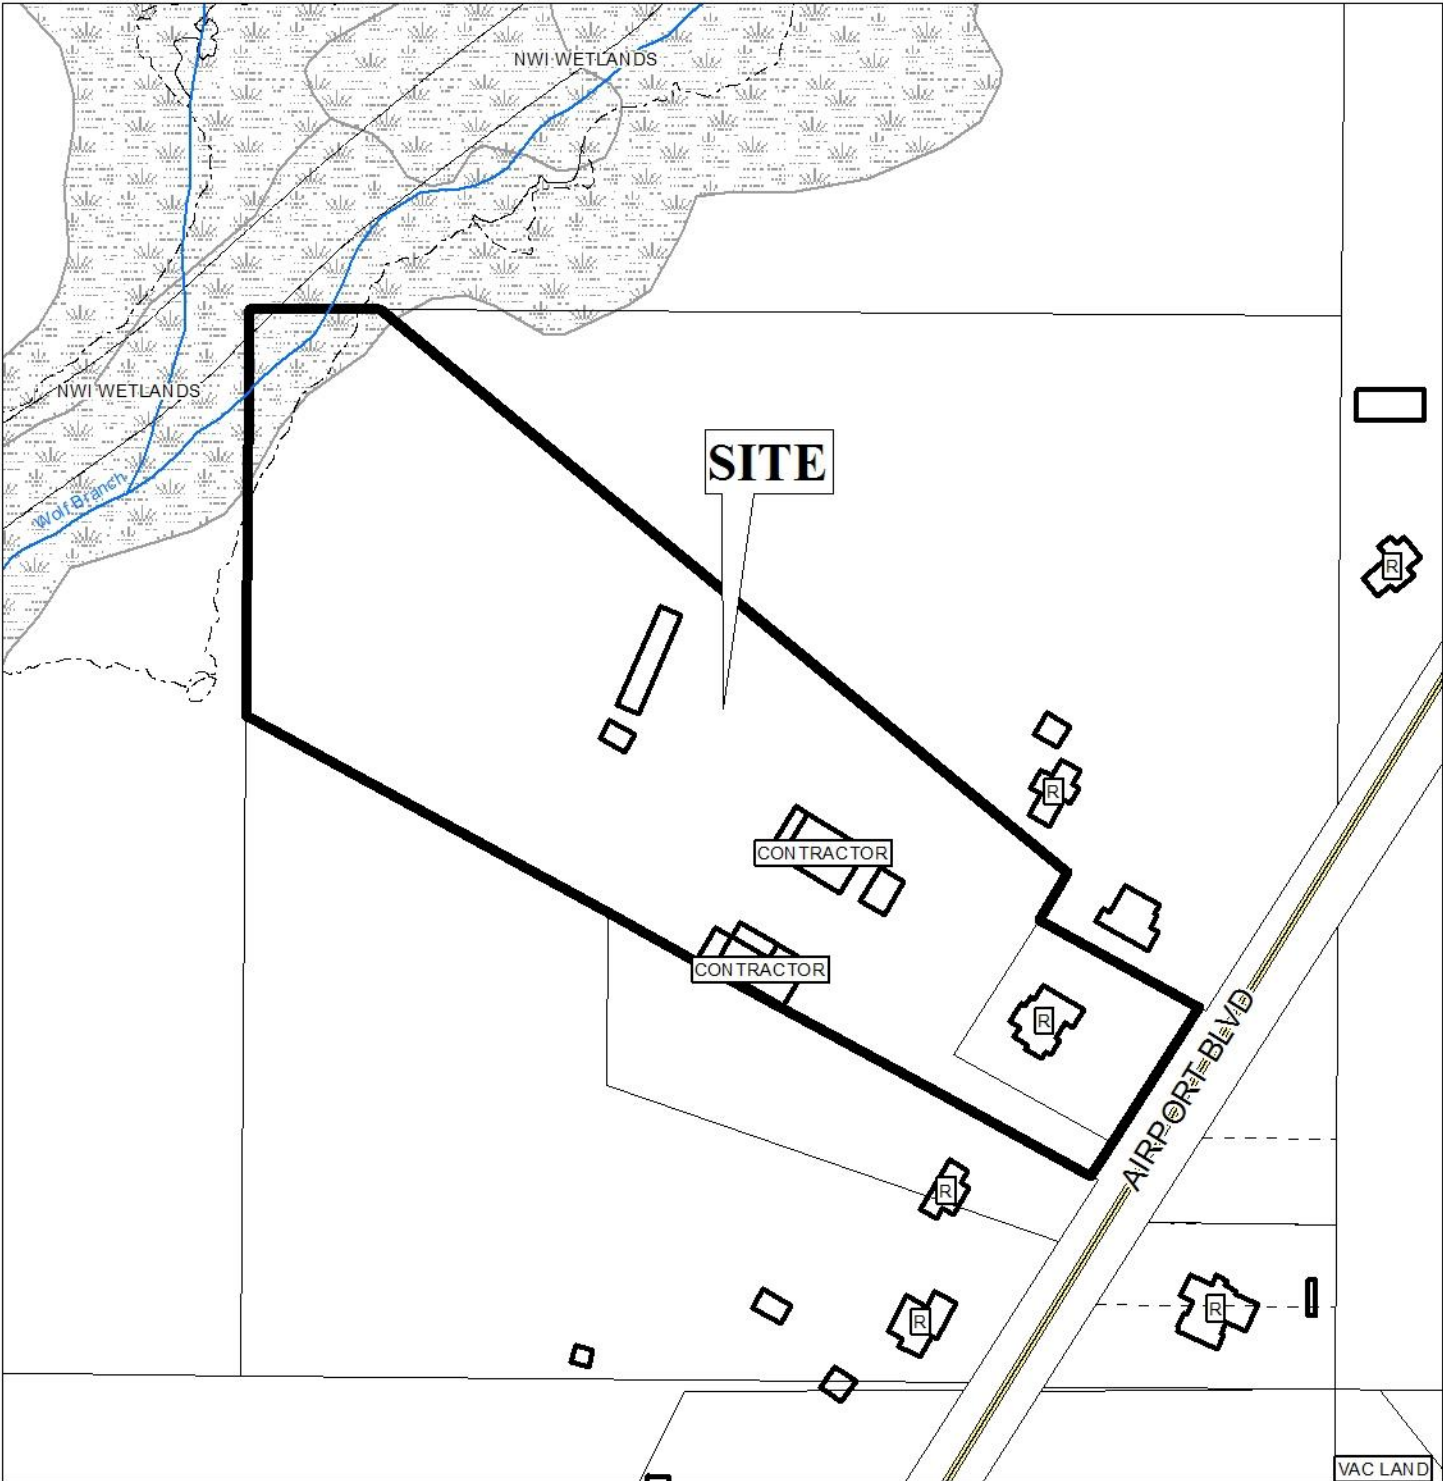 NWI WETLANDS
NWI WETLANDS
SITE
Wolf Branch
R
R
CONTRACTOR
CONTRACTOR
R
AIRPORT BLVD
R
R
R
VAC LAND